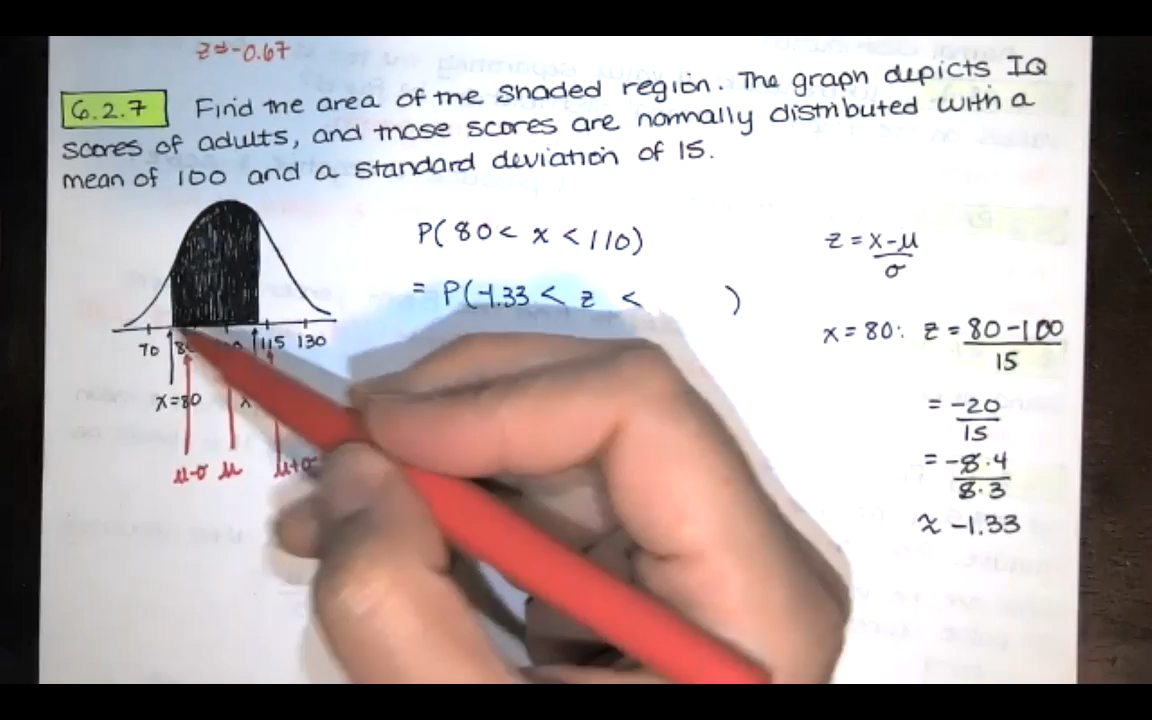 z ≈ -0.67
6.2.7 Find the area of the shaded region. The graph depicts IQ
scores of adults, and those scores are normally distributed with a
mean of 100 and a standard deviation of 15.
P(80 < x < 110)
= P(-1.33 < z < )
z = x-μ
σ
70
115 130
x=80
x
μ-σ μ μ+σ
x = 80: z = 80-100
15
= -20
15
= -5·4
5·3
≈ -1.33